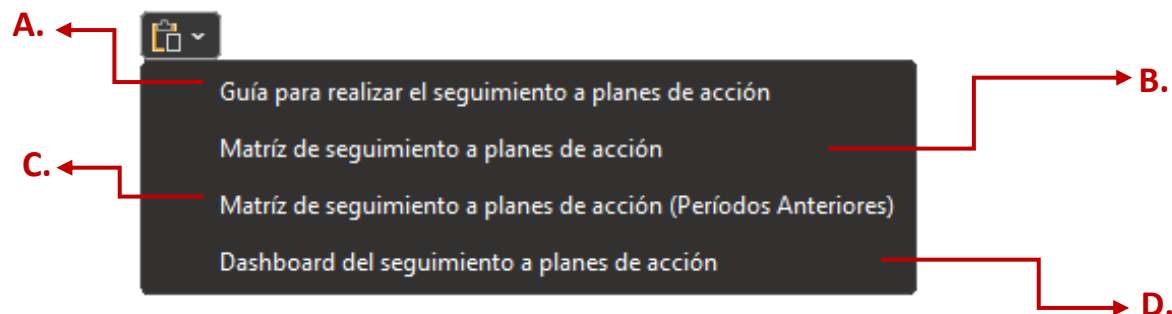 A.
Guía para realizar el seguimiento a planes de acción
B.
Matríz de seguimiento a planes de acción
C.
Matríz de seguimiento a planes de acción (Períodos Anteriores)
Dashboard del seguimiento a planes de acción
D.